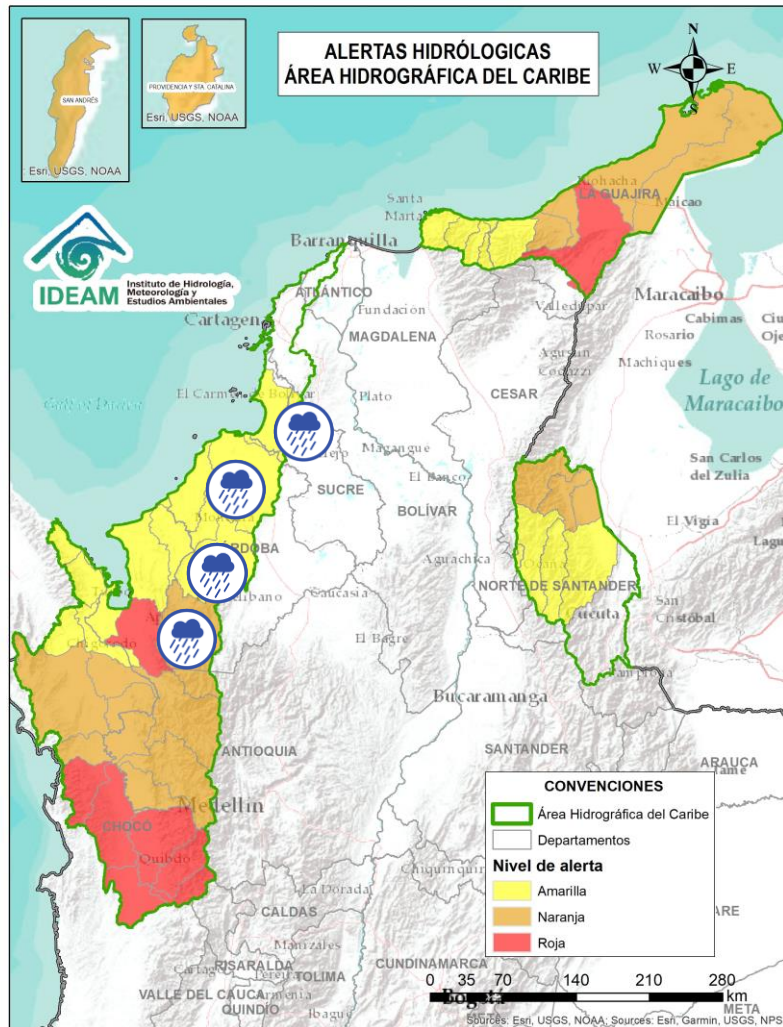 ALERTAS HIDRÓLOGICAS
ÁREA HIDROGRÁFICA DEL CARIBE
N
W
E
S
SAN ANDRÉS
Esri, USGS, NOAA
PROVIDENCIA Y STA. CATALINA
Esri, USGS, NOAA
IDEAM
Instituto de Hidrología,
Meteorología y
Estudios Ambientales
Santa
Marta
LA GUAJIRA
Maicao
Barranquilla
ATLÁNTICO
Cartagena
Fundación
MAGDALENA
Valledupar
Maracaibo
Cabimas
Rosario
Machiques
Agustín
Codazzi
CESAR
Lago de
Maracaibo
El Carmen de Bolívar
Plato
Magangue
El Banco
SUCRE
BOLÍVAR
San Carlos
del Zulia
El Vigía
Aguachica
NORTE DE SANTANDER
Caucasia
El Bagre
San
Cristóbal
Bucaramanga
ANTIOQUIA
SANTANDER
ARAUCA
Medellín
CHOCÓ
Quibdó
La Dorada
CALDAS
Manizales
RISARALDA
TOLIMA
CUNDINAMARCA
VALLE DEL CAUCA
QUINDÍO
Ibagué
Bogotá
META
META
CONVENCIONES
Área Hidrográfica del Caribe
Departamentos
Nivel de alerta
Amarilla
Naranja
Roja
0 35 70 140 210 280
km
Sources: Esri, USGS, NOAA; Sources: Esri, Garmin, USGS, NPS